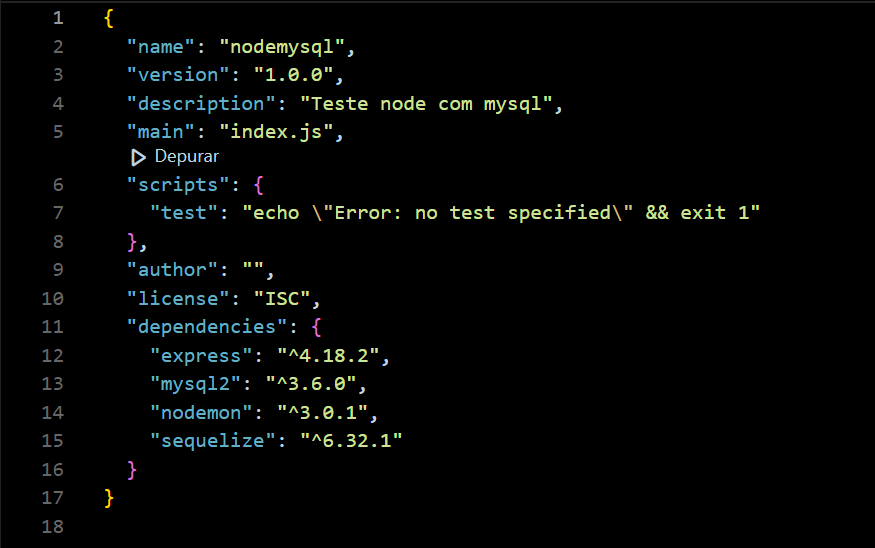 1 {
2 "name": "nodemysql",
3 "version": "1.0.0",
4 "description": "Teste node com mysql",
5 "main": "index.js",
Depurar
6 "scripts": {
7 "test": "echo \"Error: no test specified\" && exit 1"
8 },
9 "author": "",
10 "license": "ISC",
11 "dependencies": {
12 "express": "^4.18.2",
13 "mysql2": "^3.6.0",
14 "nodemon": "^3.0.1",
15 "sequelize": "^6.32.1"
16 }
17 }
18